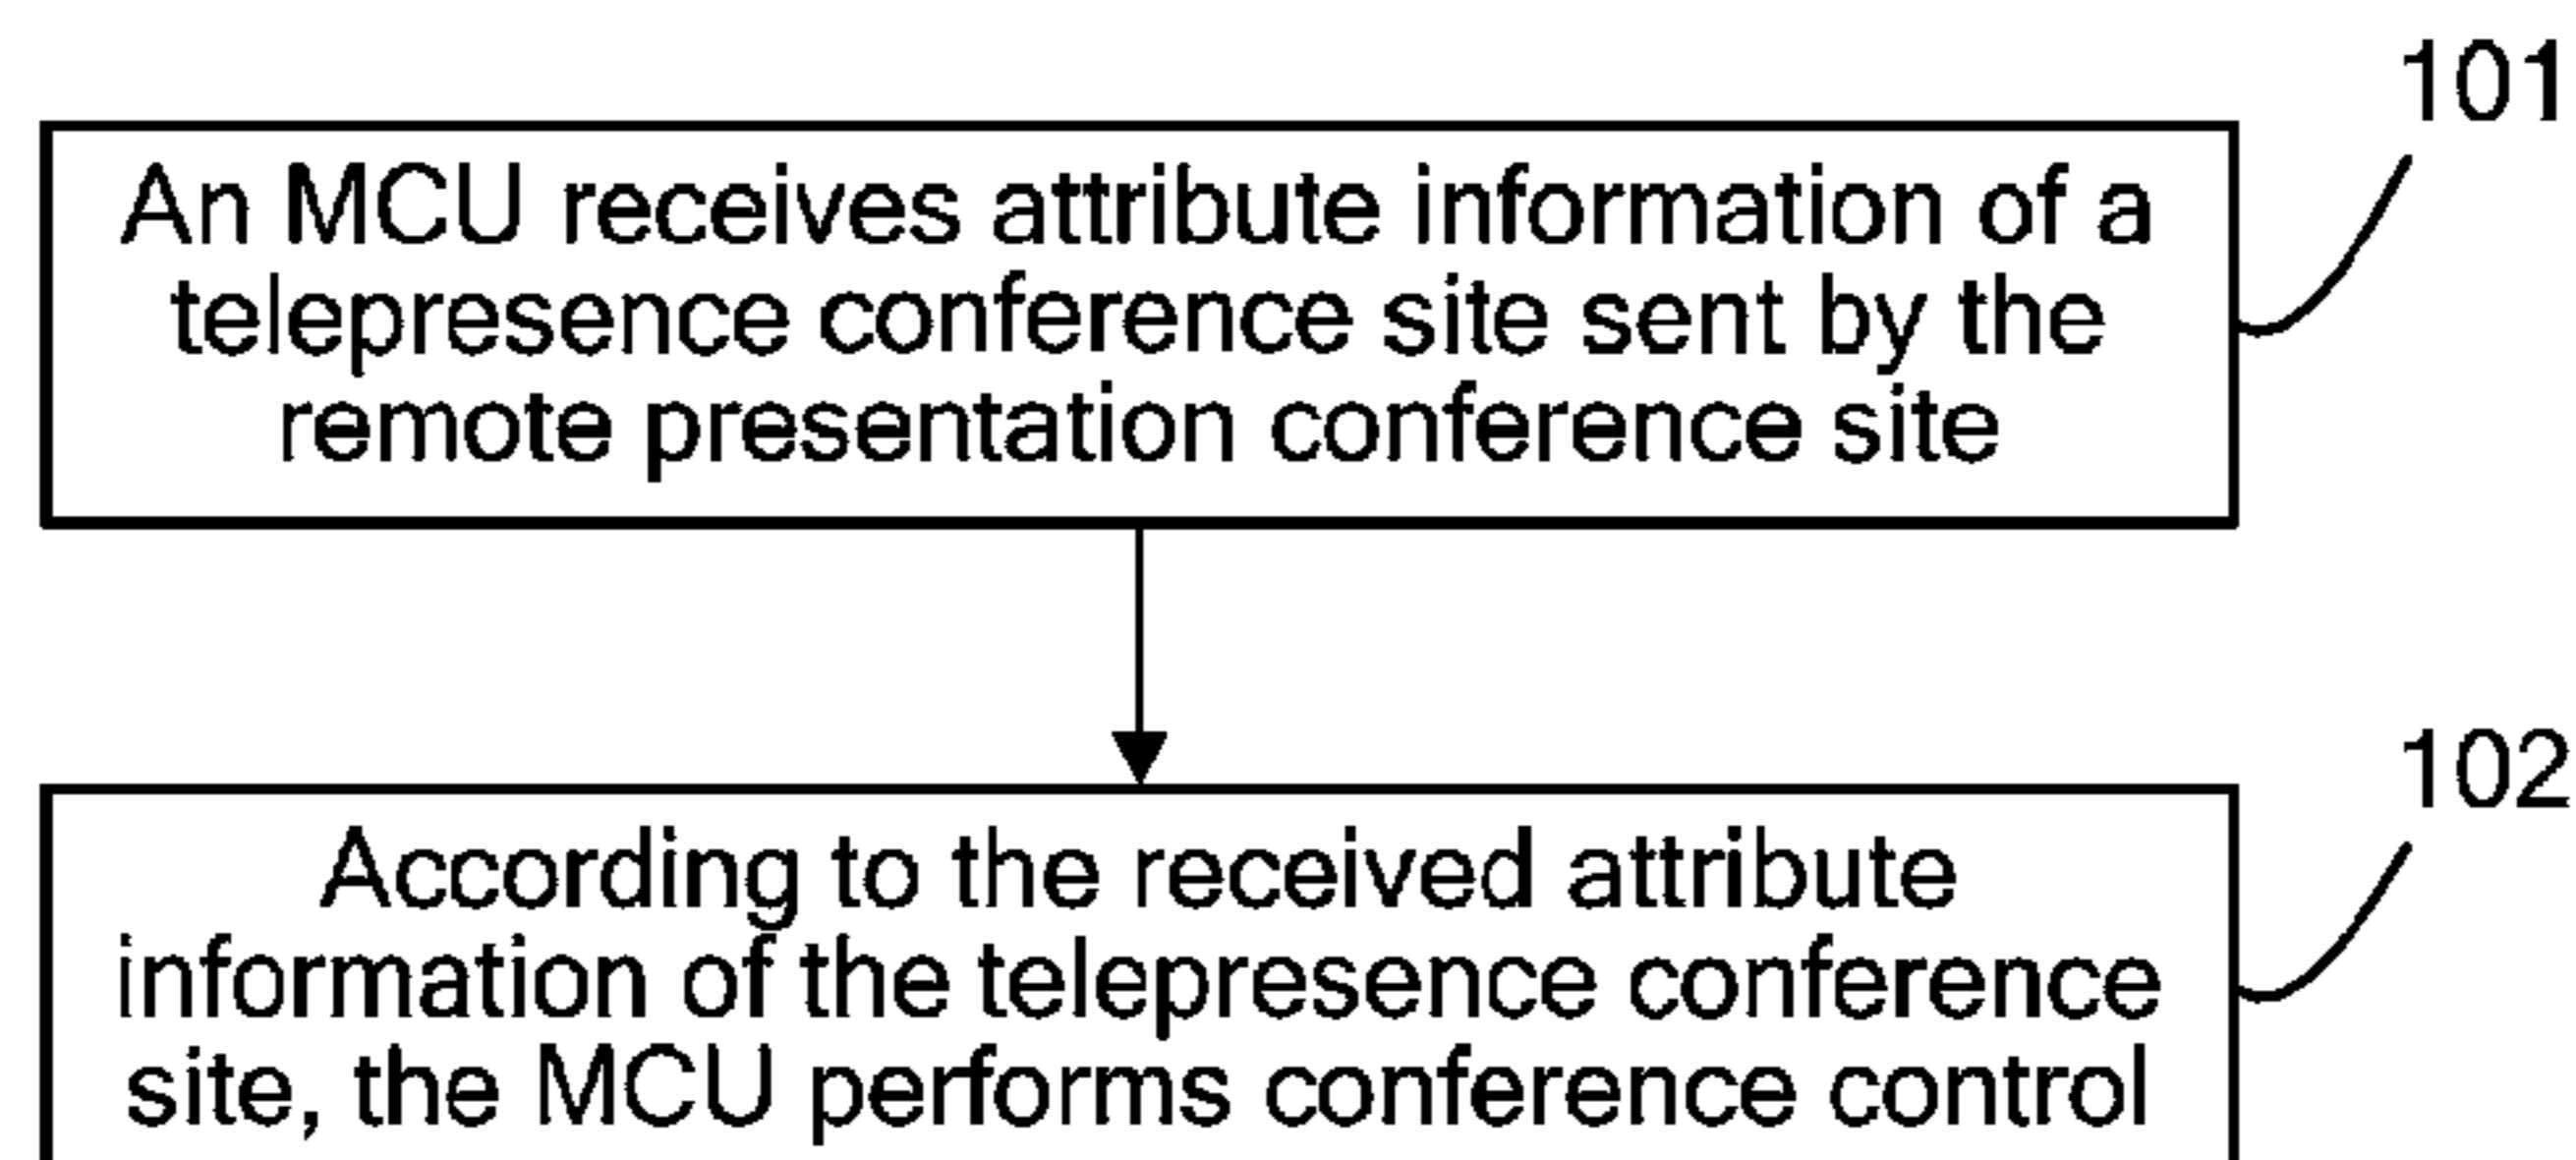 101
An MCU receives attribute information of a
telepresence conference site sent by the
remote presentation conference site
102
According to the received attribute
information of the telepresence conference
site, the MCU performs conference control